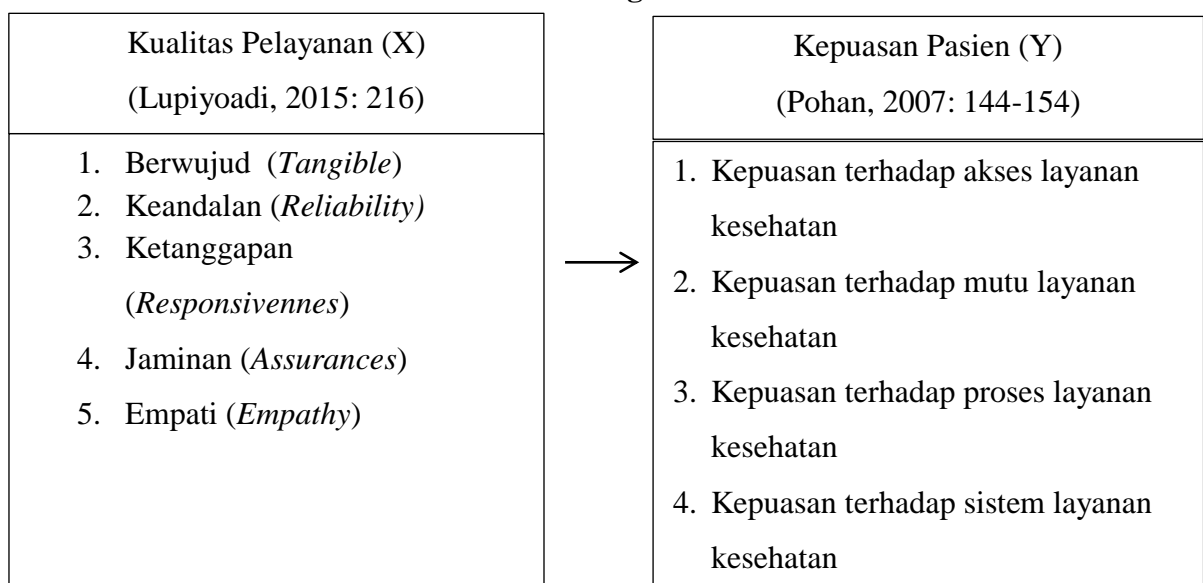 Kualitas Pelayanan (X)
(Lupiyoadi, 2015: 216)
1. Berwujud (Tangible)
2. Keandalan (Reliability)
3. Ketanggapan
(Responsivennes)
4. Jaminan (Assurances)
5. Empati (Empathy)
Kepuasan Pasien (Y)
(Pohan, 2007: 144-154)
1. Kepuasan terhadap akses layanan
kesehatan
2. Kepuasan terhadap mutu layanan
kesehatan
3. Kepuasan terhadap proses layanan
kesehatan
4. Kepuasan terhadap sistem layanan
kesehatan